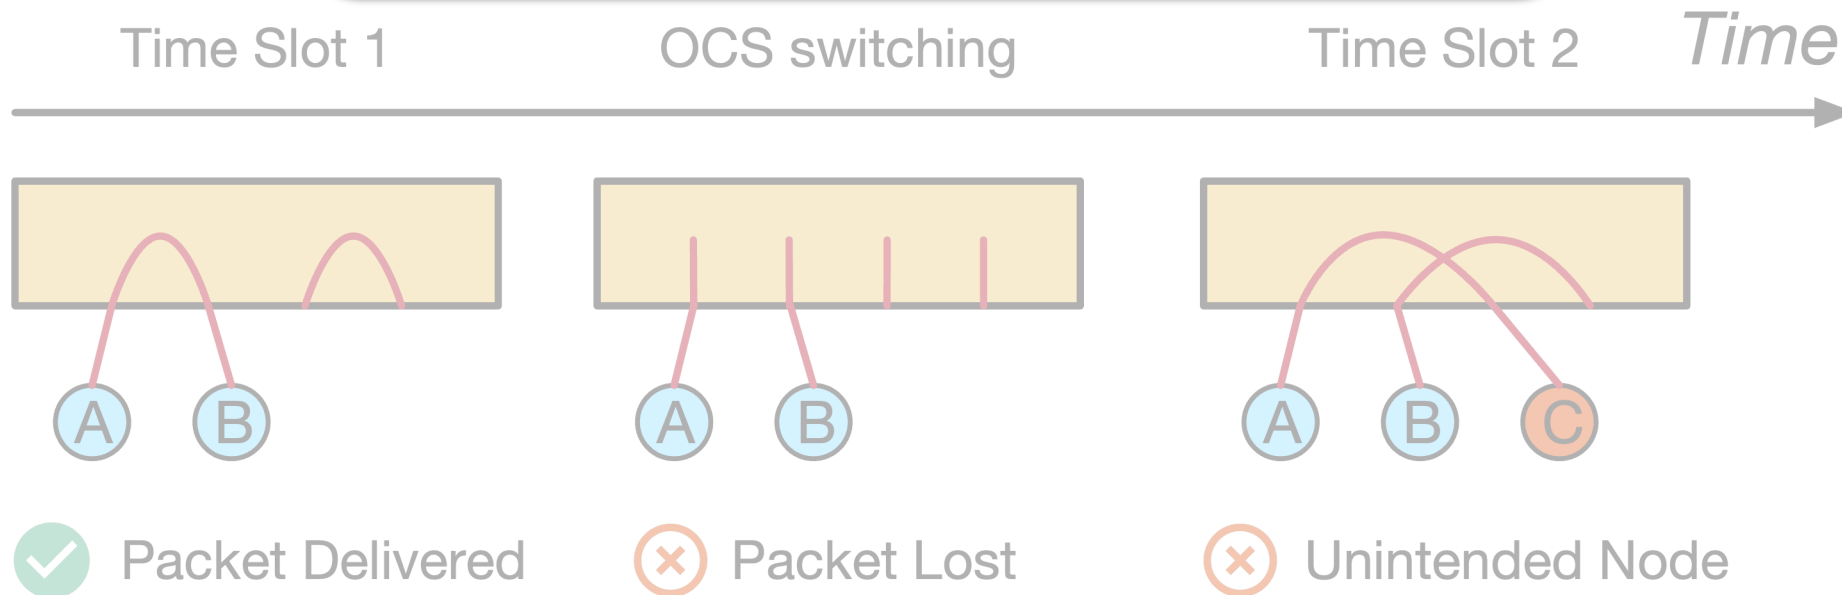 Time Slot 1
OCS switching
Time Slot 2
Time
A
B
A
B
A
B
C
Packet Delivered
Packet Lost
Unintended Node